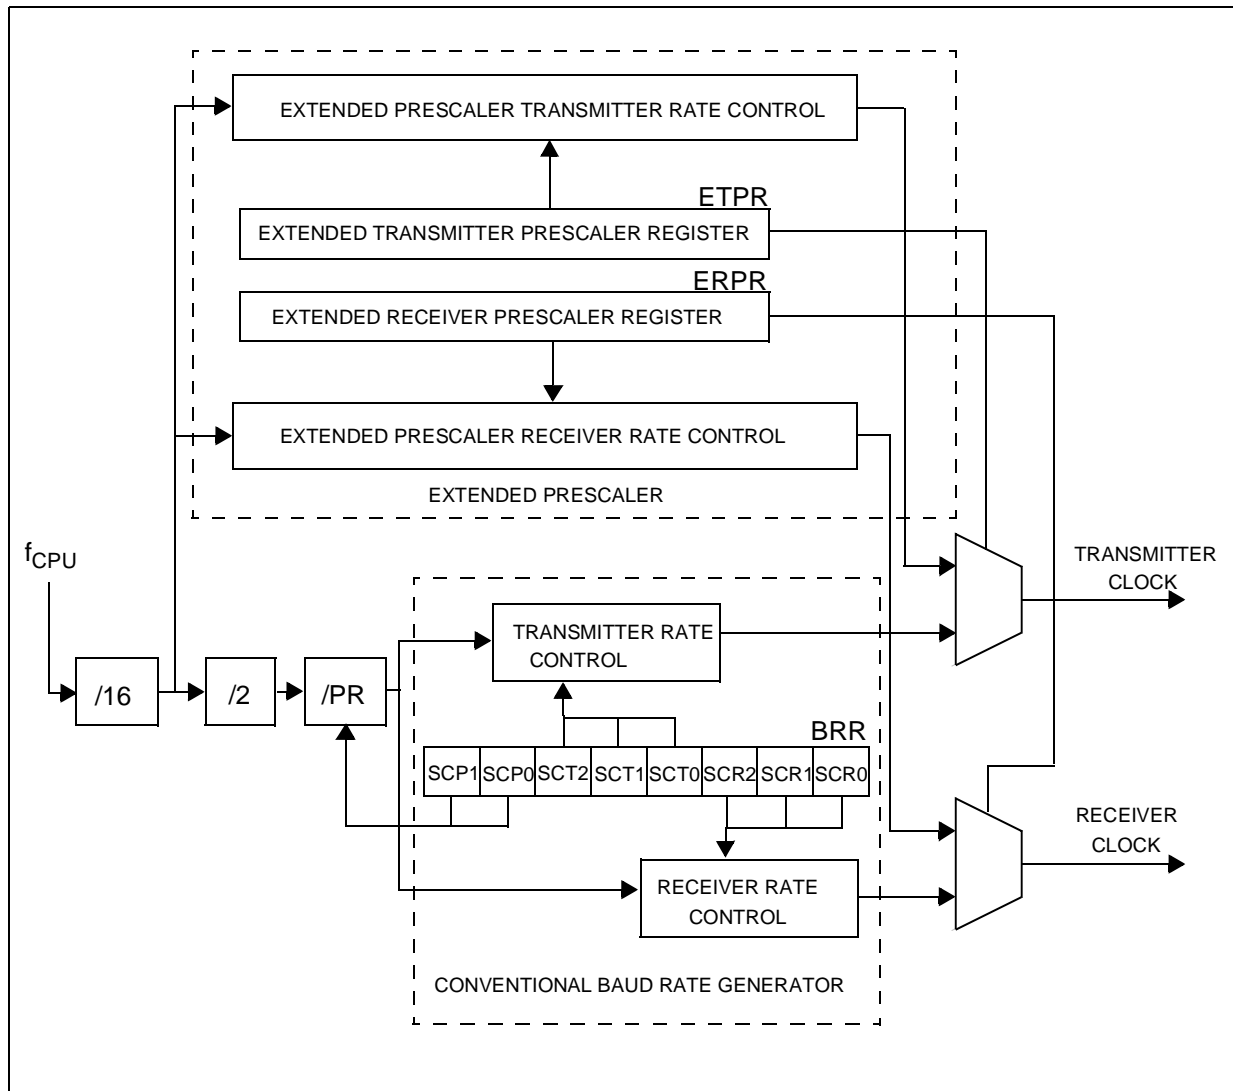 EXTENDED PRESCALER TRANSMITTER RATE CONTROL
ETPR
EXTENDED TRANSMITTER PRESCALER REGISTER
ERPR
EXTENDED RECEIVER PRESCALER REGISTER
EXTENDED PRESCALER RECEIVER RATE CONTROL
EXTENDED PRESCALER
fCPU
TRANSMITTER
CLOCK
TRANSMITTER RATE
CONTROL
/16
/2
/PR
BRR
SCP1 SCP0 SCT2 SCT1 SCT0 SCR2 SCR1 SCR0
RECEIVER
CLOCK
RECEIVER RATE
CONTROL
CONVENTIONAL BAUD RATE GENERATOR